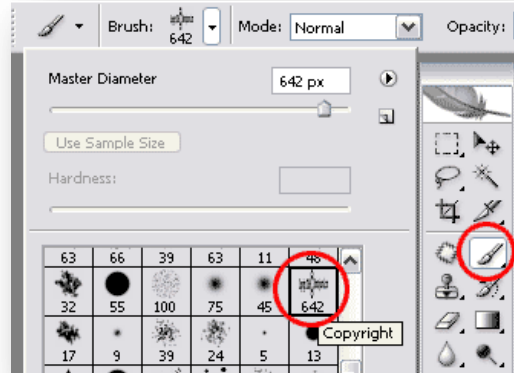 Brush: 642 Mode: Normal Opacity:
Master Diameter 642 px
Use Sample Size
Hardness:
63 66 39 63 11 48
32 55 100 75 45 642
Copyright
17 9 39 24 5 13